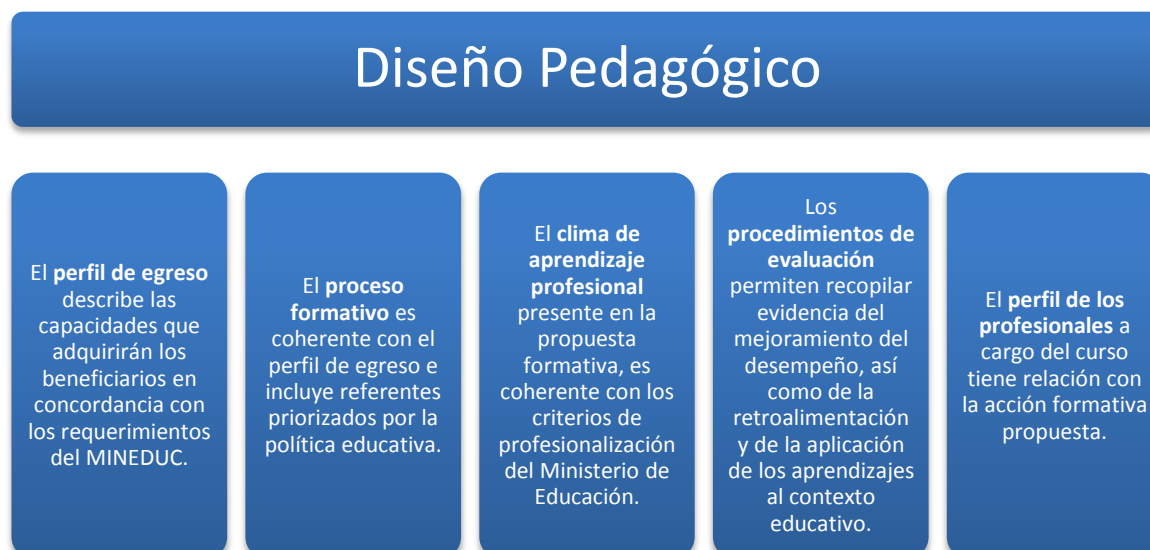 Diseño Pedagógico
El perfil de egreso
describe las
capacidades que
adquirirán los
beneficiarios en
concordancia con
los requerimientos
del MINEDUC.
El proceso
formativo es
coherente con el
perfil de egreso e
incluye referentes
priorizados por la
política educativa.
El clima de
aprendizaje
profesional
presente en la
propuesta
formativa, es
coherente con los
criterios de
profesionalización
del Ministerio de
Educación.
Los
procedimientos de
evaluación
permiten recopilar
evidencia del
mejoramiento del
desempeño, así
como de la
retroalimentación
y de la aplicación
de los aprendizajes
al contexto
educativo.
El perfil de los
profesionales a
cargo del curso
tiene relación con
la acción formativa
propuesta.